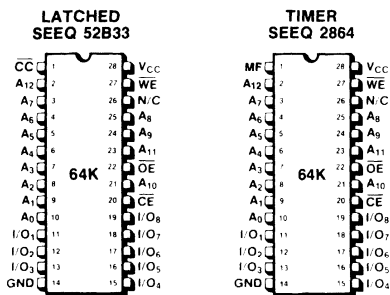 LATCHED
SEEQ 52B33
CC 1 28 VCC
A12 2 27 WE
A7 3 26 N/C
A6 4 25 A8
A5 5 24 A9
A4 6 23 A11
A3 7 22 OE
A2 8 64K 21 A10
A1 9 20 CE
A0 10 19 I/O8
I/O1 11 18 I/O7
I/O2 12 17 I/O6
I/O3 13 16 I/O5
GND 14 15 I/O4
TIMER
SEEQ 2864
MF 1 28 VCC
A12 2 27 WE
A7 3 26 N/C
A6 4 25 A8
A5 5 24 A9
A4 6 23 A11
A3 7 22 OE
A2 8 64K 21 A10
A1 9 20 CE
A0 10 19 I/O8
I/O1 11 18 I/O7
I/O2 12 17 I/O6
I/O3 13 16 I/O5
GND 14 15 I/O4